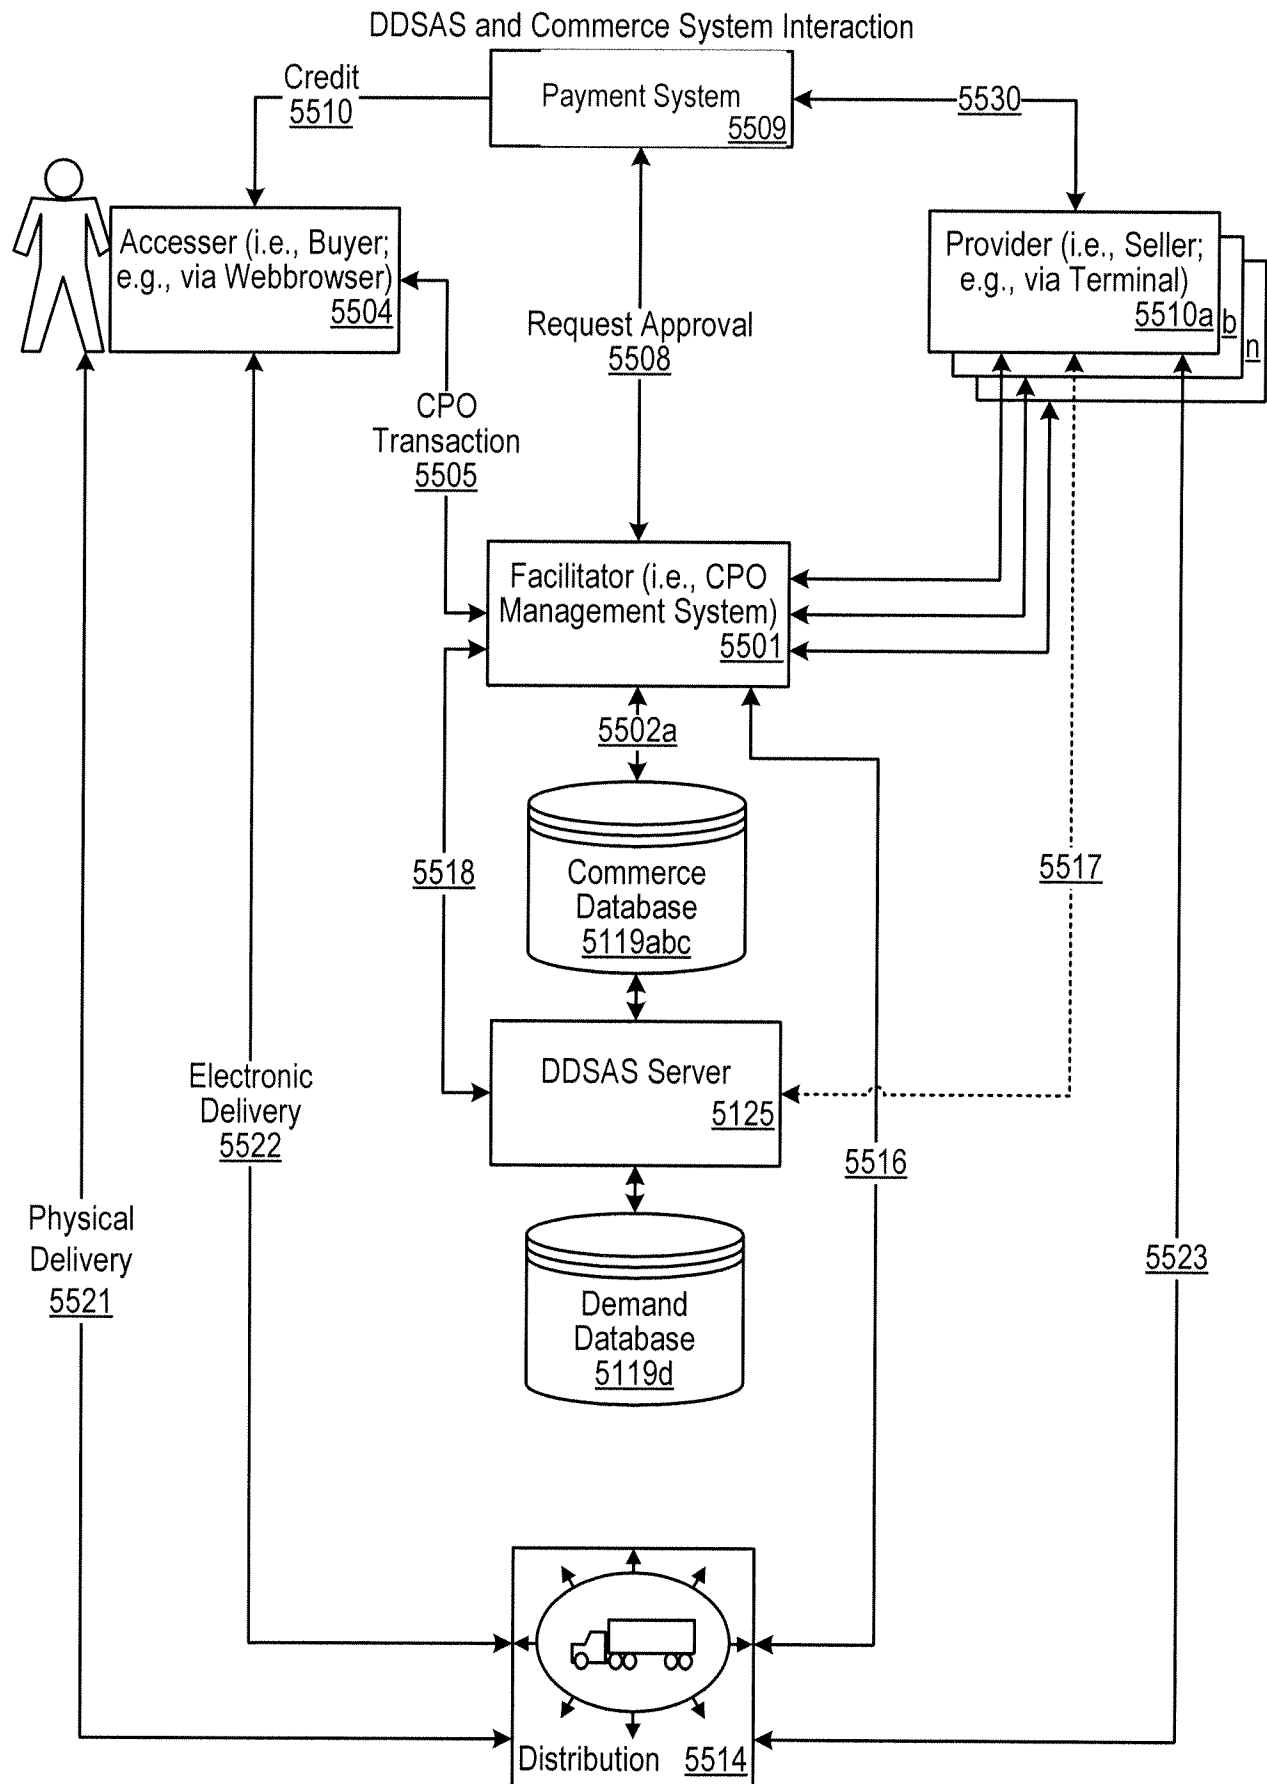 DDSAS and Commerce System Interaction
Credit
5510
Payment System
5509
5530
Accesser (i.e., Buyer;
e.g., via Webbrowser)
5504
Provider (i.e., Seller;
e.g., via Terminal)
5510a
b
n
Request Approval
5508
CPO
Transaction
5505
Facilitator (i.e., CPO
Management System)
5501
5502a
5518
Commerce
Database
5119abc
5517
DDSAS Server
5125
Electronic
Delivery
5522
5516
Physical
Delivery
5521
5523
Demand
Database
5119d
Distribution 5514